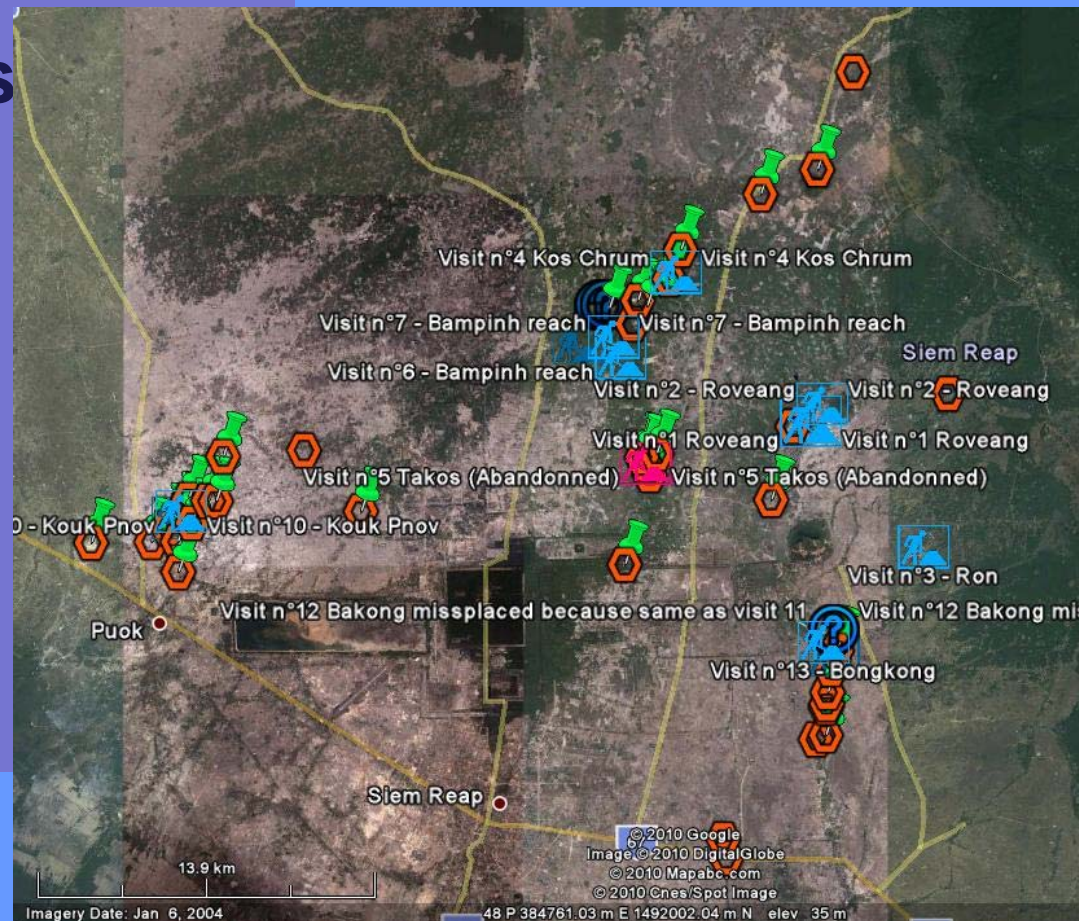 s
Visit n°4 Kos Chrum
Visit n°4 Kos Chrum
Visit n°7 - Bampinh reach
Visit n°7 - Bampinh reach
Siem Reap
Visit n°6 - Bampinh reach
Visit n°2 - Roveang
Visit n°2 - Roveang
Visit n°1 Roveang
Visit n°1 Roveang
Visit n°5 Takos (Abandonned)
Visit n°5 Takos (Abandonned)
0 - Kouk Pnov
Visit n°10 - Kouk Pnov
Visit n°3 - Ron
Visit n°12 Bakong missplaced because same as visit 11
Visit n°12 Bakong mi
Puok
Visit n°13 - Bongkong
Siem Reap
67
© 2010 Google
Image © 2010 DigitalGlobe
© 2010 Mapabc.com
© 2010 Cnes/Spot Image
13.9 km
Imagery Date: Jan 6, 2004
48 P 384761.03 m E 1492002.04 m N elev 35 m